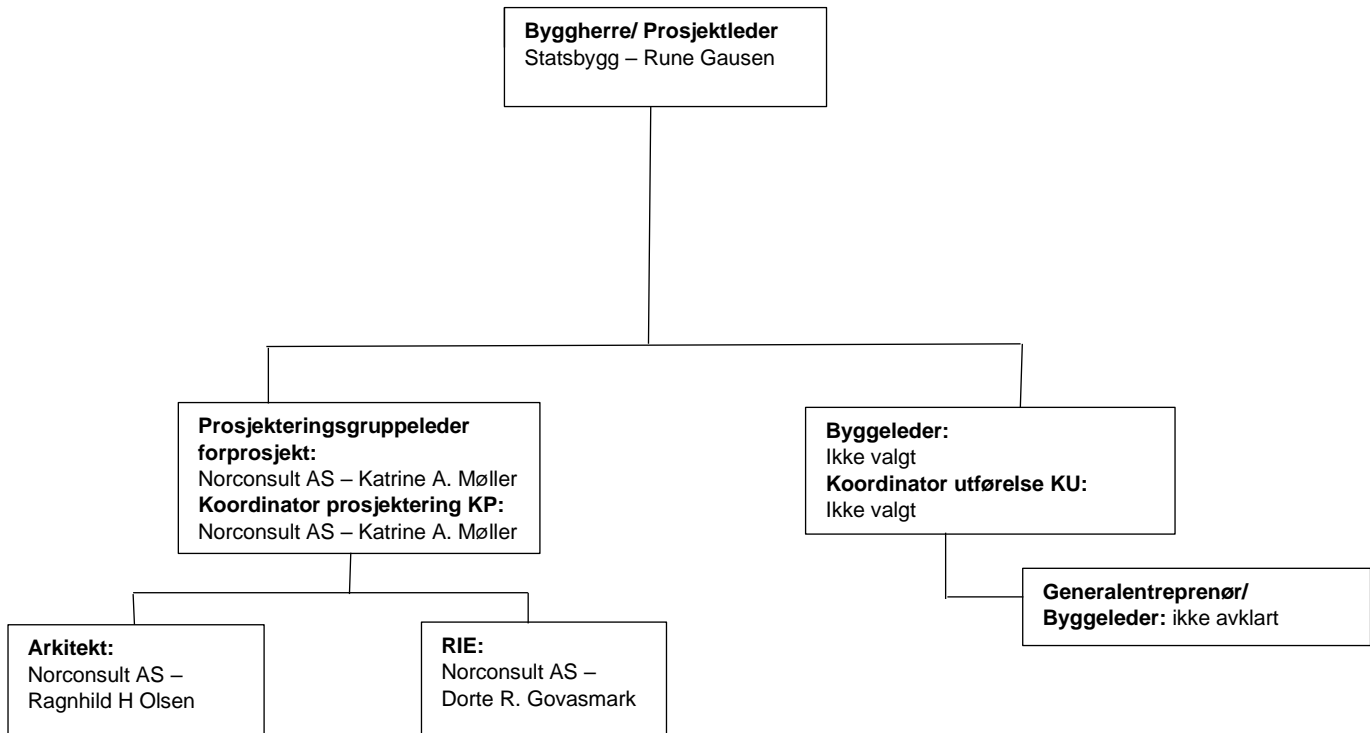 Byggherre/ Prosjektleder
Statsbygg – Rune Gausen
Prosjekteringsgruppeleder
forprosjekt:
Norconsult AS – Katrine A. Møller
Koordinator prosjektering KP:
Norconsult AS – Katrine A. Møller
Byggeleder:
Ikke valgt
Koordinator utførelse KU:
Ikke valgt
Generalentreprenør/
Byggeleder: ikke avklart
Arkitekt:
Norconsult AS –
Ragnhild H Olsen
RIE:
Norconsult AS –
Dorte R. Govasmark